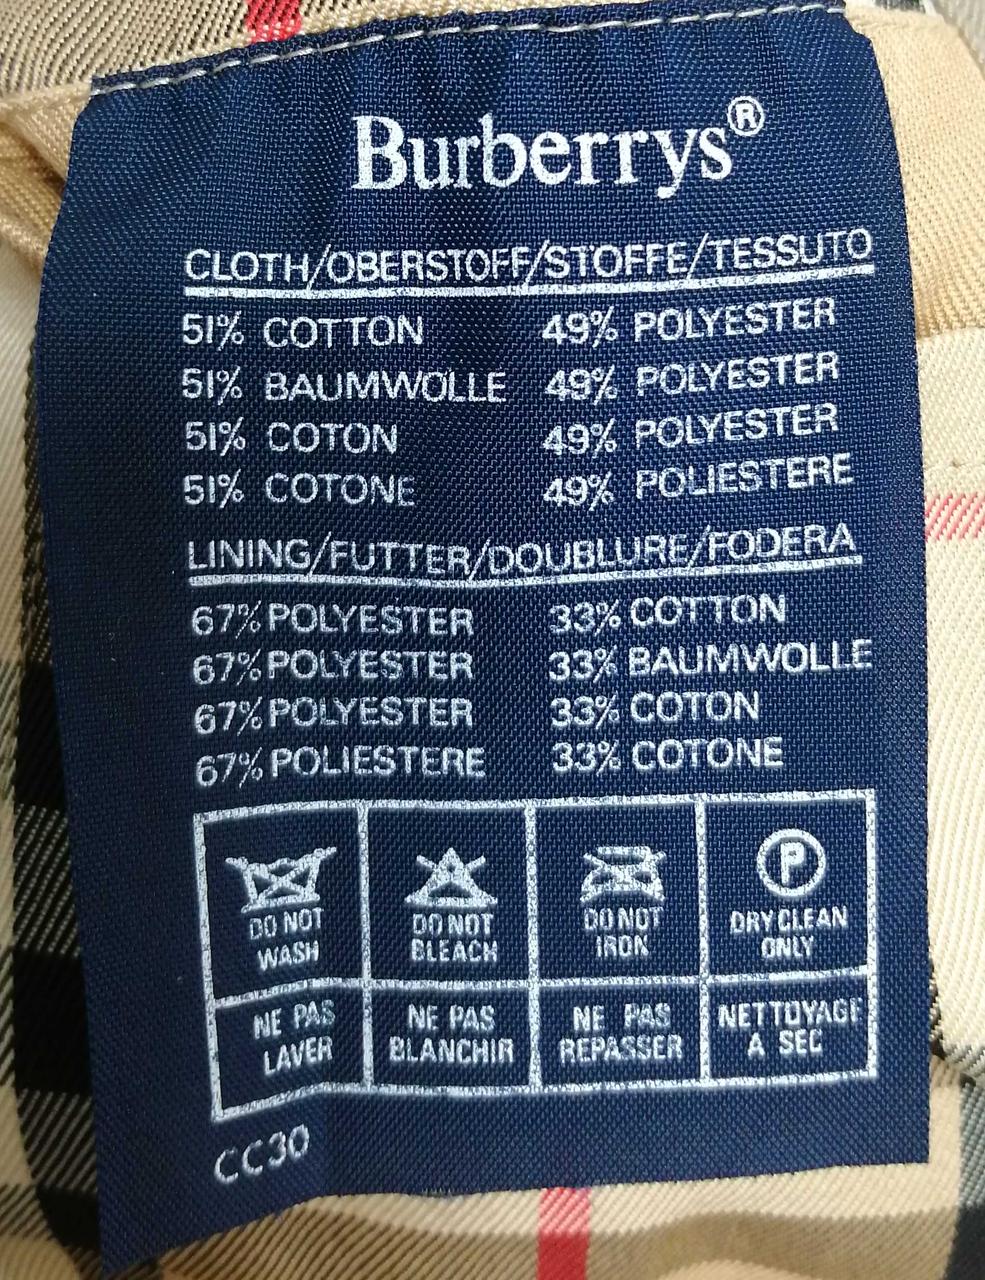 Burberrys®
CLOTH/OBERSTOFF/STOFFE/TESSUTO
51% COTTON 49% POLYESTER
51% BAUMWOLLE 49% POLYESTER
51% COTON 49% POLYESTER
51% COTONE 49% POLIESTERE
LINING/FUTTER/DOUBLURE/FODERA
67% POLYESTER 33% COTTON
67% POLYESTER 33% BAUMWOLLE
67% POLYESTER 33% COTON
67% POLIESTERE 33% COTONE
P
DO NOT DO NOT DO NOT DRY CLEAN
WASH BLEACH IRON ONLY
NE PAS NE PAS NE PAS NETTOYAGE
LAVER BLANCHIR REPASSER A SEC
CC30